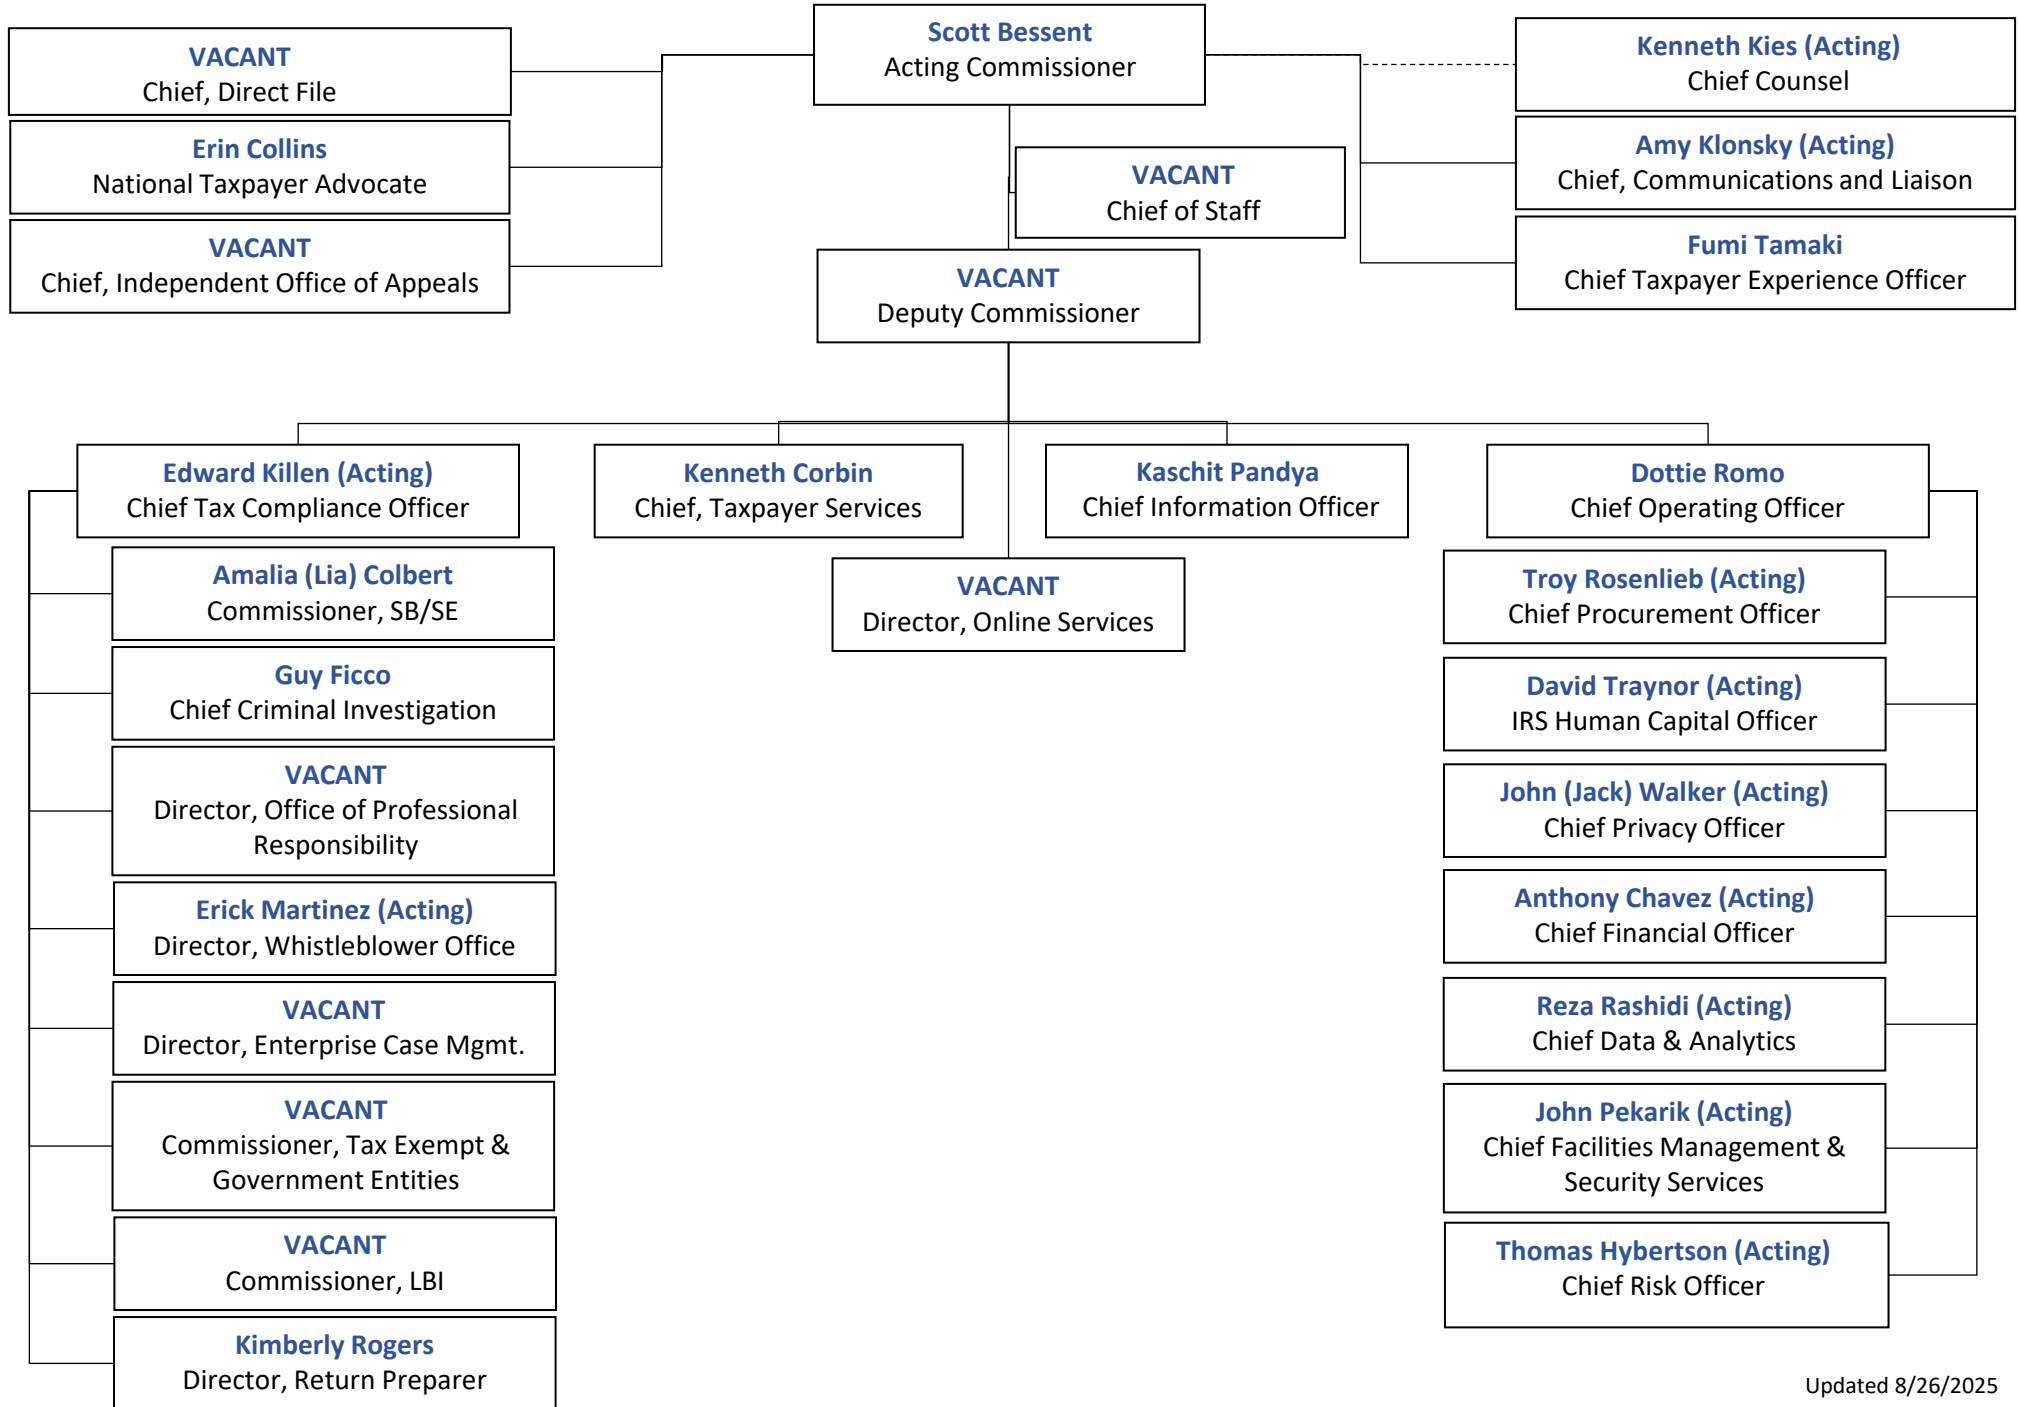 Scott Bessent
Acting Commissioner
VACANT
Chief, Direct File
Erin Collins
National Taxpayer Advocate
VACANT
Chief, Independent Office of Appeals
Kenneth Kies (Acting)
Chief Counsel
Amy Klonsky (Acting)
Chief, Communications and Liaison
Fumi Tamaki
Chief Taxpayer Experience Officer
VACANT
Chief of Staff
VACANT
Deputy Commissioner
Edward Killen (Acting)
Chief Tax Compliance Officer
Kenneth Corbin
Chief, Taxpayer Services
Kaschit Pandya
Chief Information Officer
Dottie Romo
Chief Operating Officer
VACANT
Director, Online Services
Amalia (Lia) Colbert
Commissioner, SB/SE
Guy Ficco
Chief Criminal Investigation
VACANT
Director, Office of Professional
Responsibility
Erick Martinez (Acting)
Director, Whistleblower Office
VACANT
Director, Enterprise Case Mgmt.
VACANT
Commissioner, Tax Exempt &
Government Entities
VACANT
Commissioner, LBI
Kimberly Rogers
Director, Return Preparer
Troy Rosenlieb (Acting)
Chief Procurement Officer
David Traynor (Acting)
IRS Human Capital Officer
John (Jack) Walker (Acting)
Chief Privacy Officer
Anthony Chavez (Acting)
Chief Financial Officer
Reza Rashidi (Acting)
Chief Data & Analytics
John Pekarik (Acting)
Chief Facilities Management &
Security Services
Thomas Hybertson (Acting)
Chief Risk Officer
Updated 8/26/2025